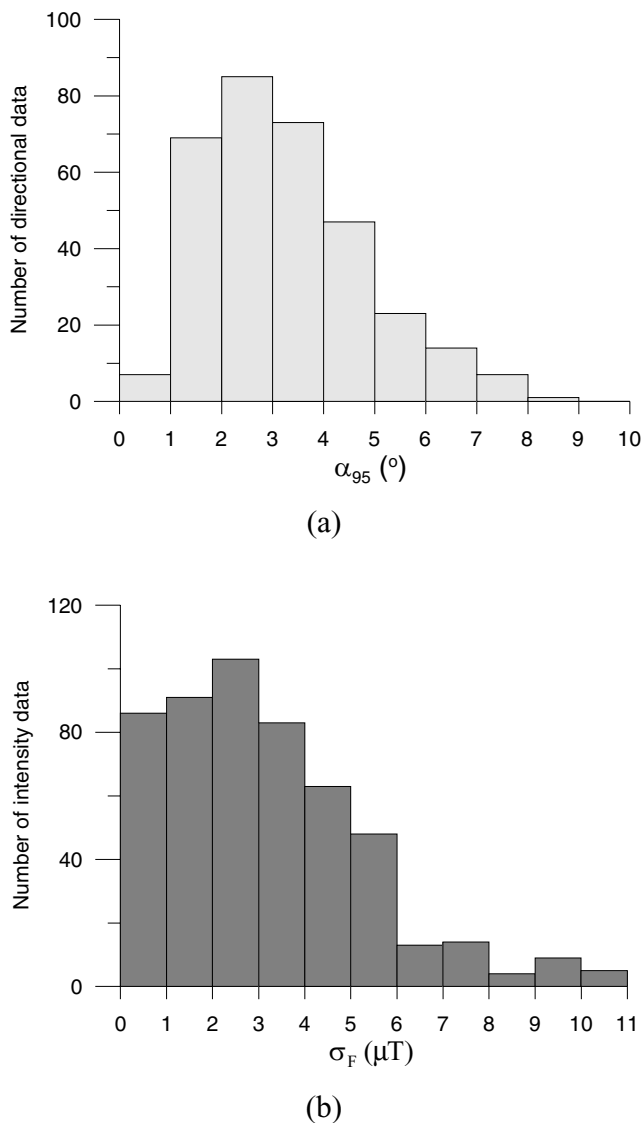 100
80
60
40
20
0
Number of directional data
0 1 2 3 4 5 6 7 8 9 10
α95 (°)
(a)
120
80
40
0
Number of intensity data
0 1 2 3 4 5 6 7 8 9 10 11
σF (μT)
(b)